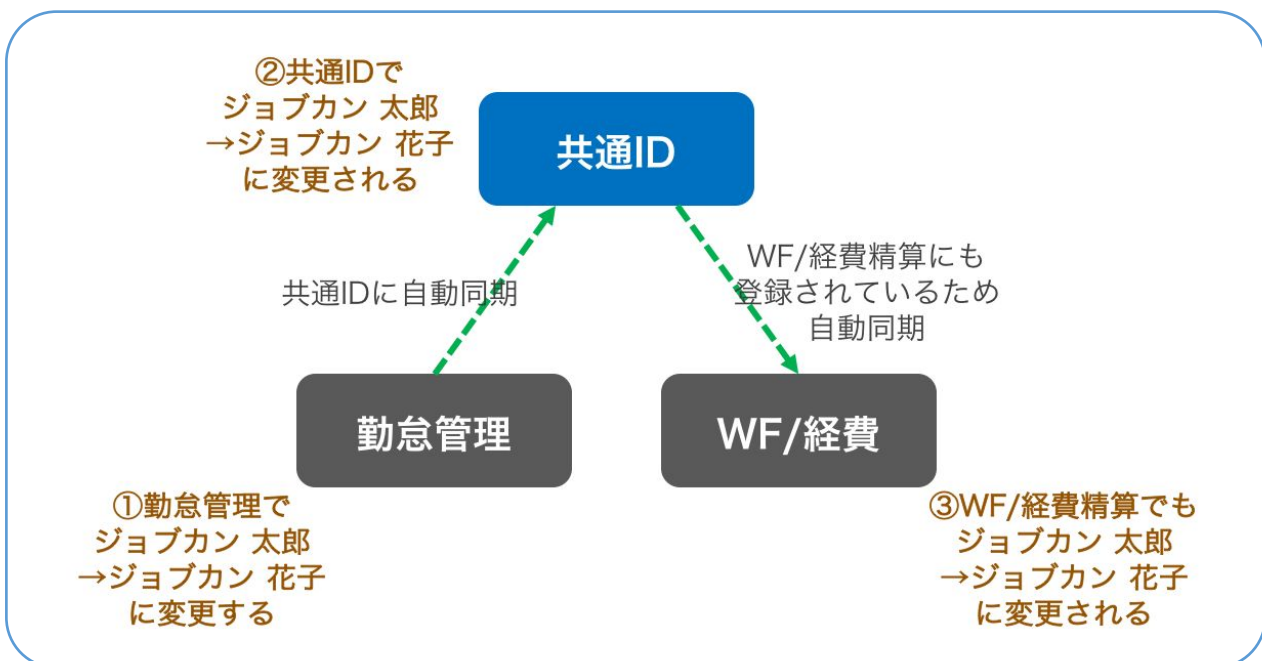 ②共通IDで
ジョブカン 太郎
→ジョブカン 花子
に変更される
共通ID
共通IDに自動同期
WF/経費精算にも
登録されているため
自動同期
勤怠管理
WF/経費
①勤怠管理で
ジョブカン 太郎
→ジョブカン 花子
に変更する
③WF/経費精算でも
ジョブカン 太郎
→ジョブカン 花子
に変更される